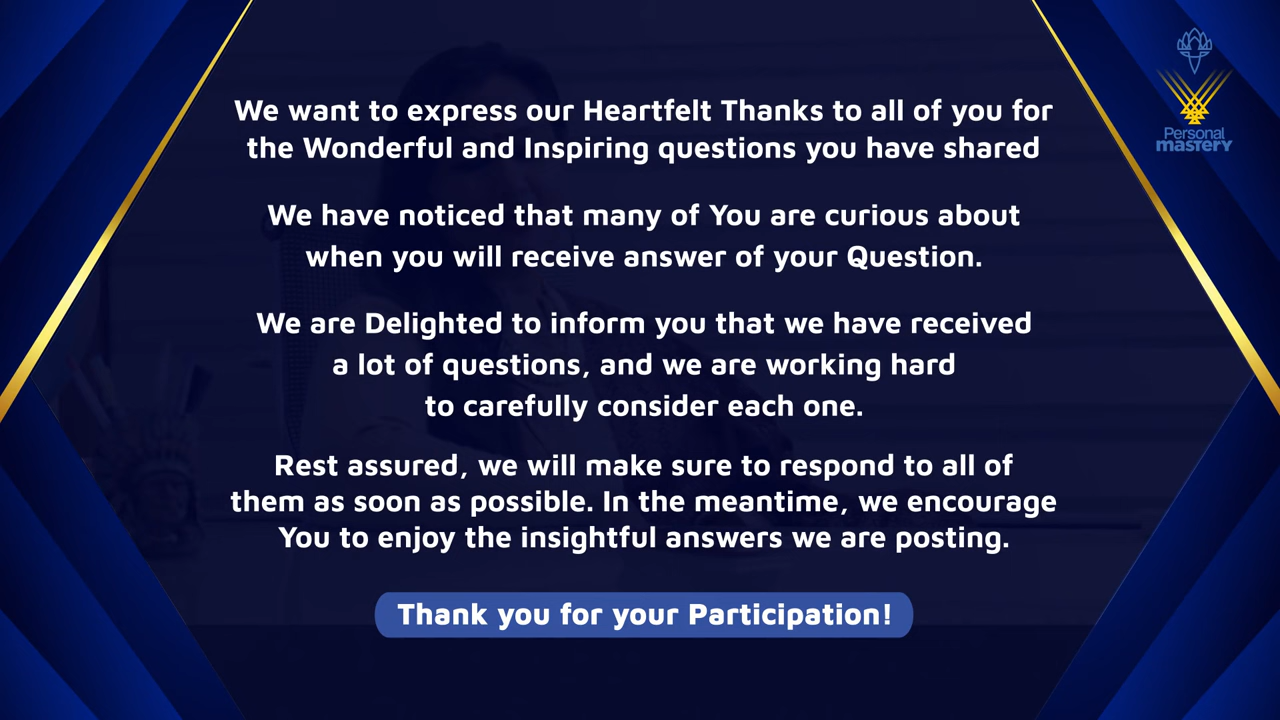 We want to express our Heartfelt Thanks to all of you for
the Wonderful and Inspiring questions you have shared
We have noticed that many of You are curious about
when you will receive answer of your Question.
We are Delighted to inform you that we have received
a lot of questions, and we are working hard
to carefully consider each one.
Rest assured, we will make sure to respond to all of
them as soon as possible. In the meantime, we encourage
You to enjoy the insightful answers we are posting.
Thank you for your Participation!
Personal
mastery